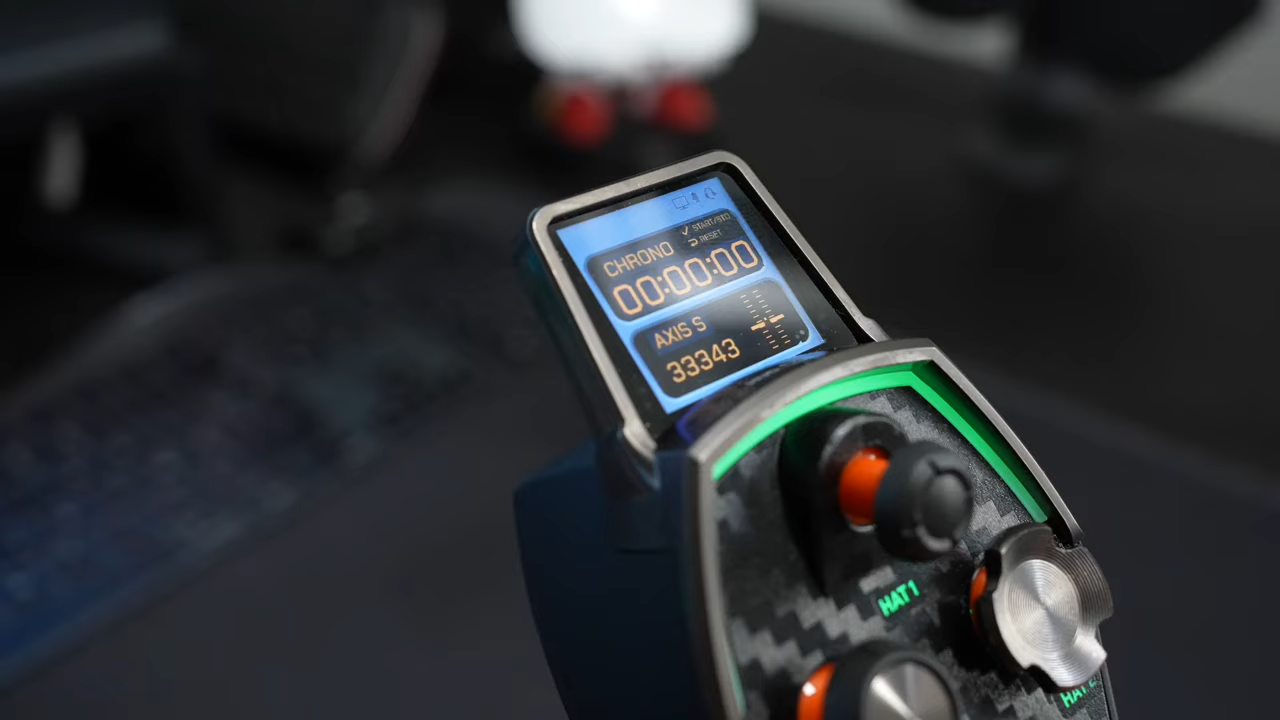 START/STO
CHRONO
RESET
00:00:00
AXIS S
33343
HAT1